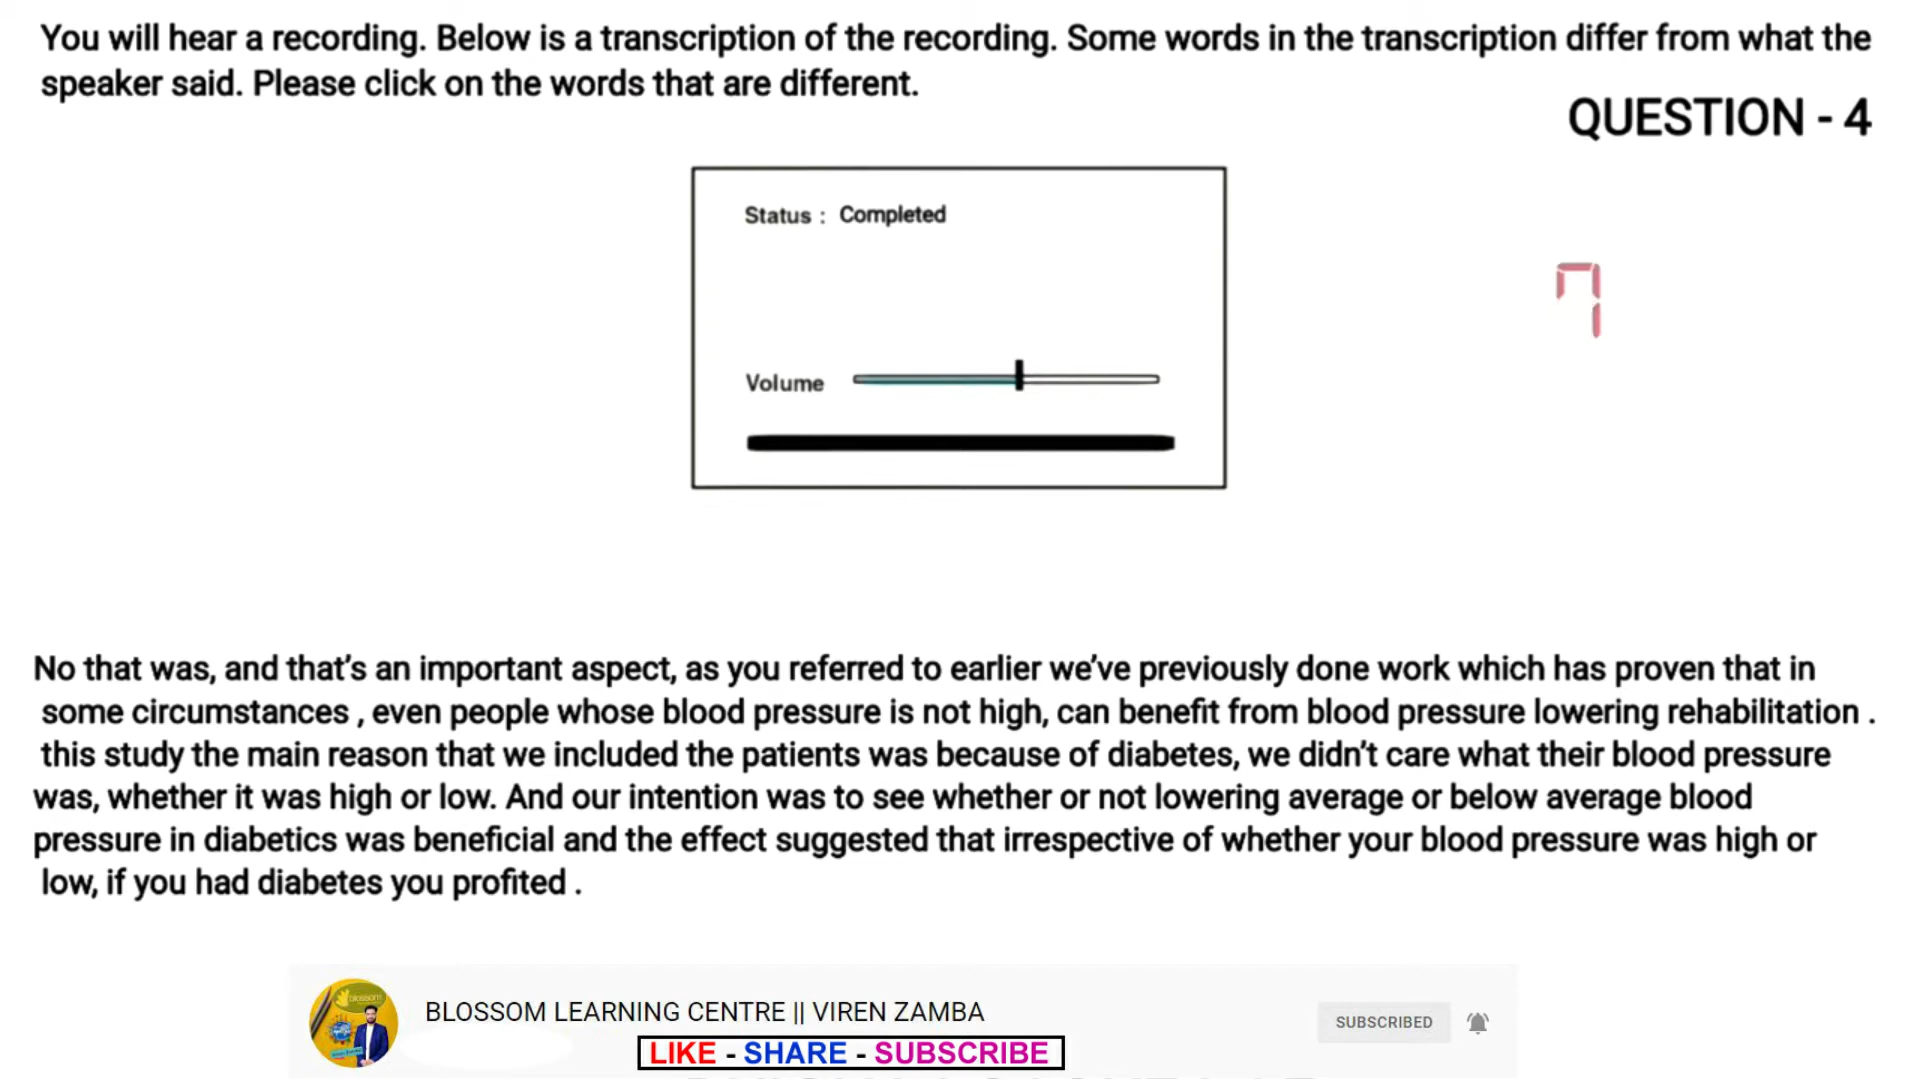 You will hear a recording. Below is a transcription of the recording. Some words in the transcription differ from what the
speaker said. Please click on the words that are different.
QUESTION - 4
Status : Completed
7
Volume
No that was, and that's an important aspect, as you referred to earlier we've previously done work which has proven that in
some circumstances , even people whose blood pressure is not high, can benefit from blood pressure lowering rehabilitation .
this study the main reason that we included the patients was because of diabetes, we didn't care what their blood pressure
was, whether it was high or low. And our intention was to see whether or not lowering average or below average blood
pressure in diabetics was beneficial and the effect suggested that irrespective of whether your blood pressure was high or
low, if you had diabetes you profited .
blossom
BLOSSOM LEARNING CENTRE || VIREN ZAMBA
SUBSCRIBED
LIKE - SHARE - SUBSCRIBE